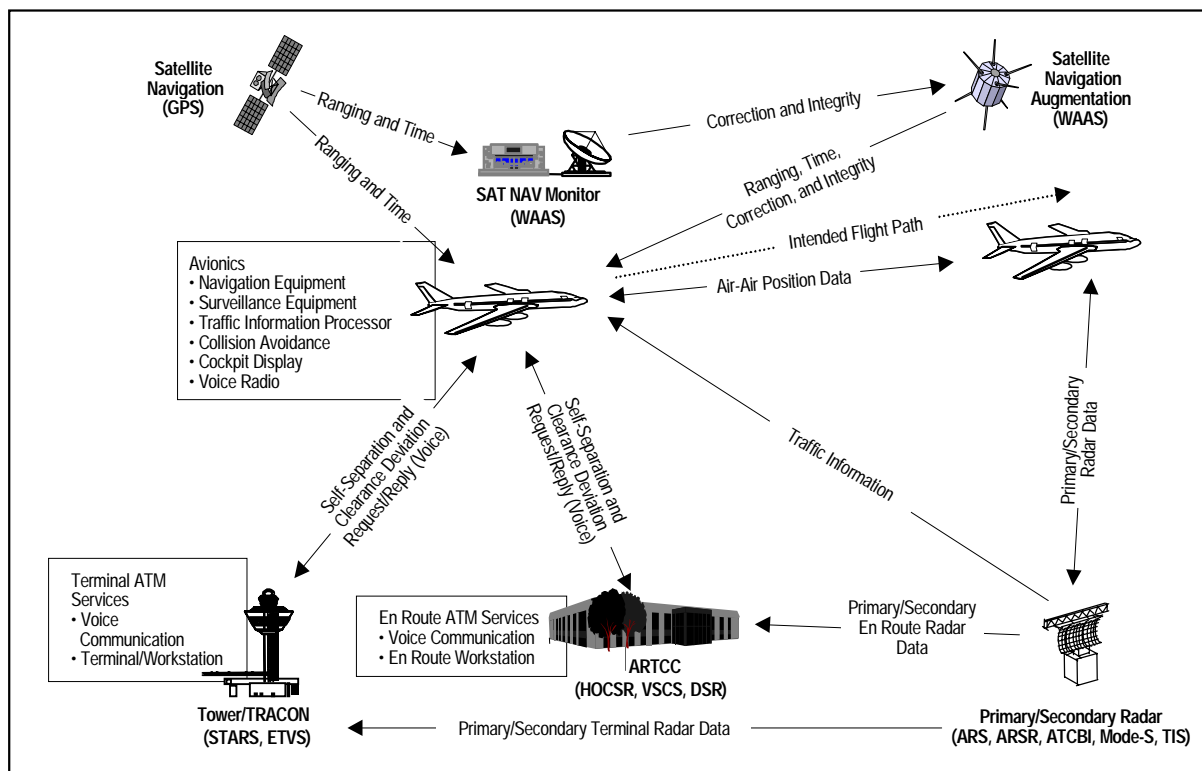 Satellite
Navigation
(GPS)
Ranging and Time
Ranging and Time
SAT NAV Monitor
(WAAS)
Correction and Integrity
Satellite
Navigation
Augmentation
(WAAS)
Ranging, Time,
Correction, and Integrity
Intended Flight Path
Air-Air Position Data
Avionics
• Navigation Equipment
• Surveillance Equipment
• Traffic Information Processor
• Collision Avoidance
• Cockpit Display
• Voice Radio
Self-Separation and
Clearance Deviation
Request/Reply (Voice)
Self-Separation and
Clearance Deviation
Request/Reply (Voice)
Traffic Information
Primary/Secondary
Radar Data
Terminal ATM
Services
• Voice
Communication
• Terminal/Workstation
Tower/TRACON
(STARS, ETVS)
En Route ATM Services
• Voice Communication
• En Route Workstation
ARTCC
(HOCSR, VSCS, DSR)
Primary/Secondary
En Route Radar
Data
Primary/Secondary Terminal Radar Data
Primary/Secondary Radar
(ARS, ARSR, ATCBI, Mode-S, TIS)